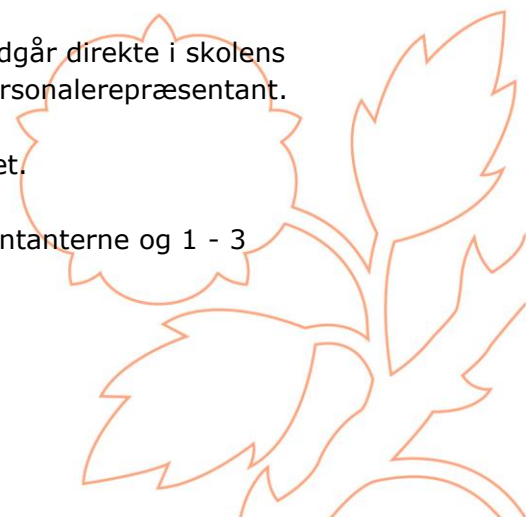 dgår direkte i skolens
rsonalerepræsentant.
et.
ntanterne og 1 - 3